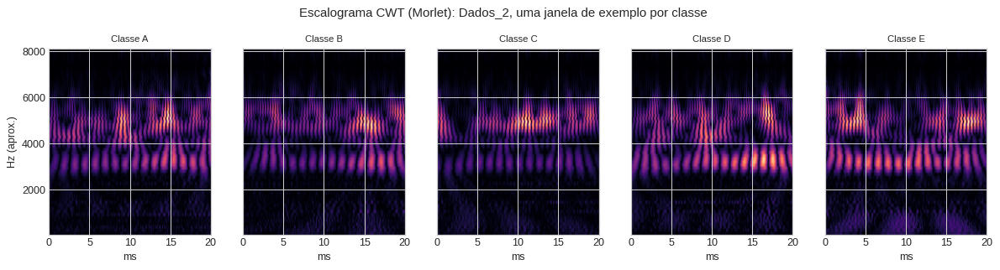 Escalograma CWT (Morlet): Dados_2, uma janela de exemplo por classe
Classe A
Classe B
Classe C
Classe D
Classe E
8000
6000
4000
2000
Hz (aprox.)
0 5 10 15 20
0 5 10 15 20
0 5 10 15 20
0 5 10 15 20
0 5 10 15 20
ms
ms
ms
ms
ms